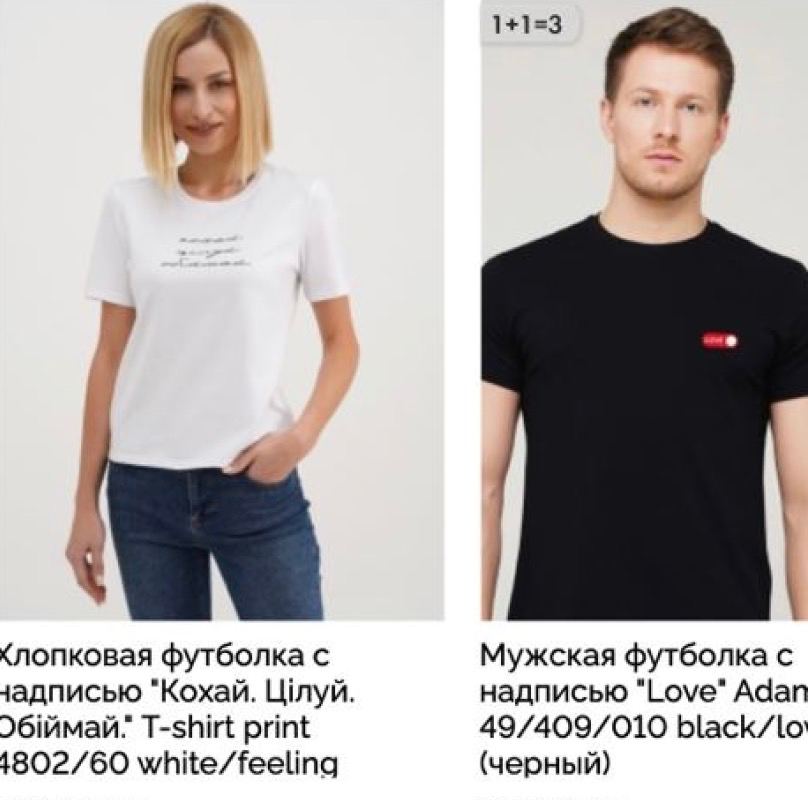 1+1=3
LOVE
Хлопковая футболка с
надписью "Кохай. Цілуй.
Обіймай." T-shirt print
4802/60 white/feeling
Мужская футболка с
надписью "Love" Adam
49/409/010 black/lov
(черный)